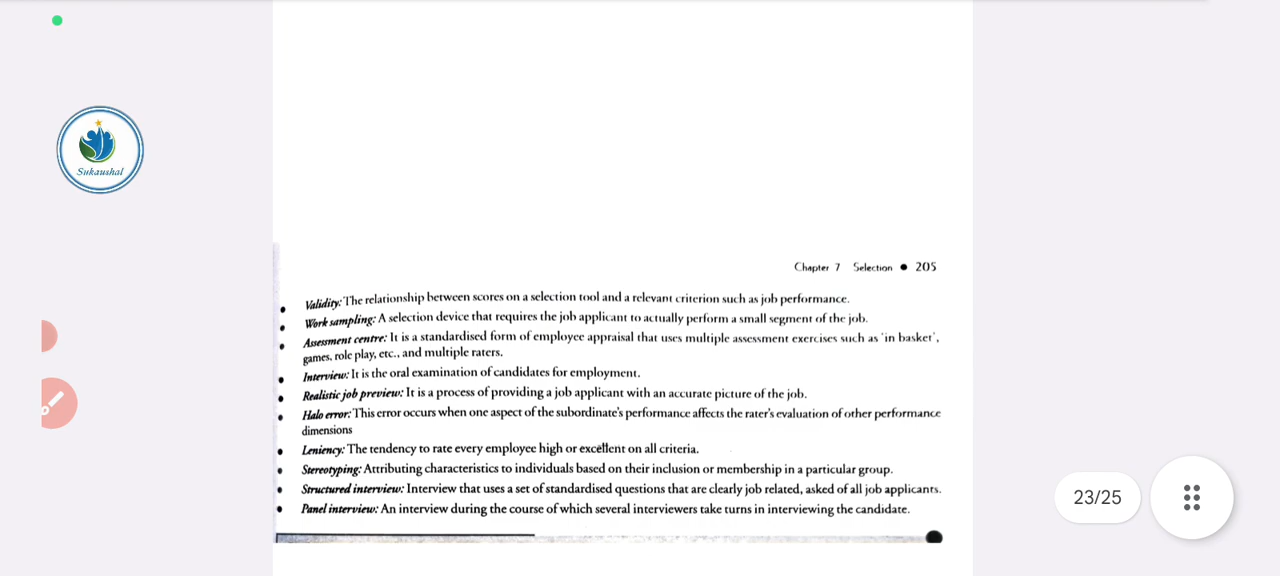 Sukaushal
Chapter 7 Selection ● 205
• Validity: The relationship between scores on a selection tool and a relevant criterion such as job performance.
• Work sampling: A selection device that requires the job applicant to actually perform a small segment of the job.
• Assessment centre: It is a standardised form of employee appraisal that uses multiple assessment exercises such as 'in basket',
games, role play, etc., and multiple raters.
• Interview: It is the oral examination of candidates for employment.
• Realistic job preview: It is a process of providing a job applicant with an accurate picture of the job.
• Halo error: This error occurs when one aspect of the subordinate's performance affects the rater's evaluation of other performance
dimensions
• Leniency: The tendency to rate every employee high or excellent on all criteria.
• Stereotyping: Attributing characteristics to individuals based on their inclusion or membership in a particular group.
• Structured interview: Interview that uses a set of standardised questions that are clearly job related, asked of all job applicants.
• Panel interview: An interview during the course of which several interviewers take turns in interviewing the candidate.
23/25